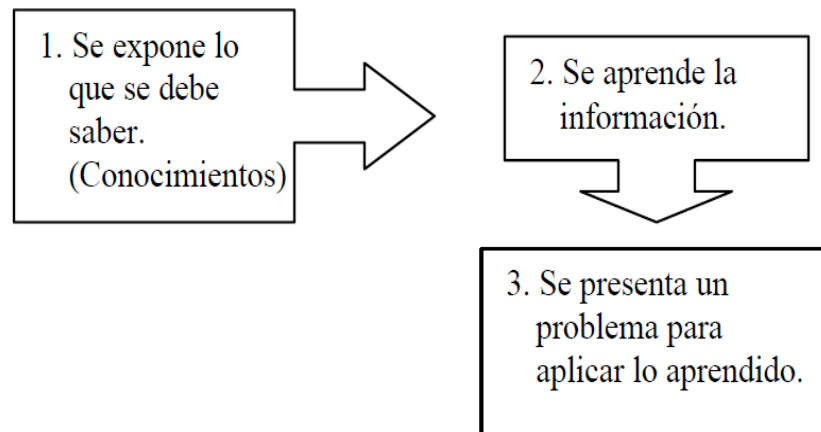 1. Se expone lo
que se debe
saber.
(Conocimientos)
2. Se aprende la
información.
3. Se presenta un
problema para
aplicar lo aprendido.